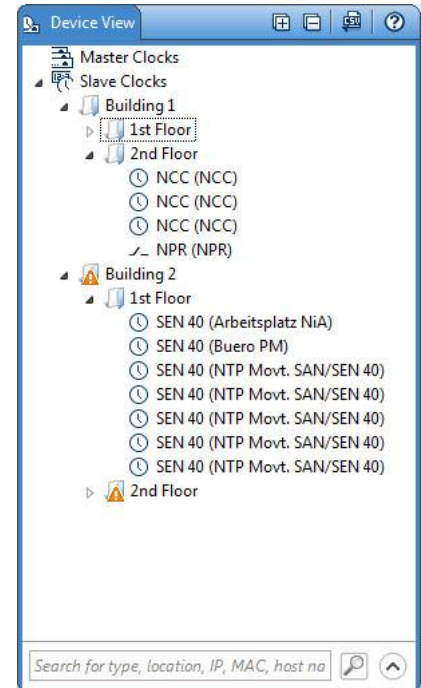 Device View
Master Clocks
Slave Clocks
Building 1
1st Floor
2nd Floor
NCC (NCC)
NCC (NCC)
NCC (NCC)
NPR (NPR)
Building 2
1st Floor
SEN 40 (Arbeitsplatz NiA)
SEN 40 (Buero PM)
SEN 40 (NTP Movt. SAN/SEN 40)
SEN 40 (NTP Movt. SAN/SEN 40)
SEN 40 (NTP Movt. SAN/SEN 40)
SEN 40 (NTP Movt. SAN/SEN 40)
SEN 40 (NTP Movt. SAN/SEN 40)
2nd Floor
Search for type, location, IP, MAC, host na